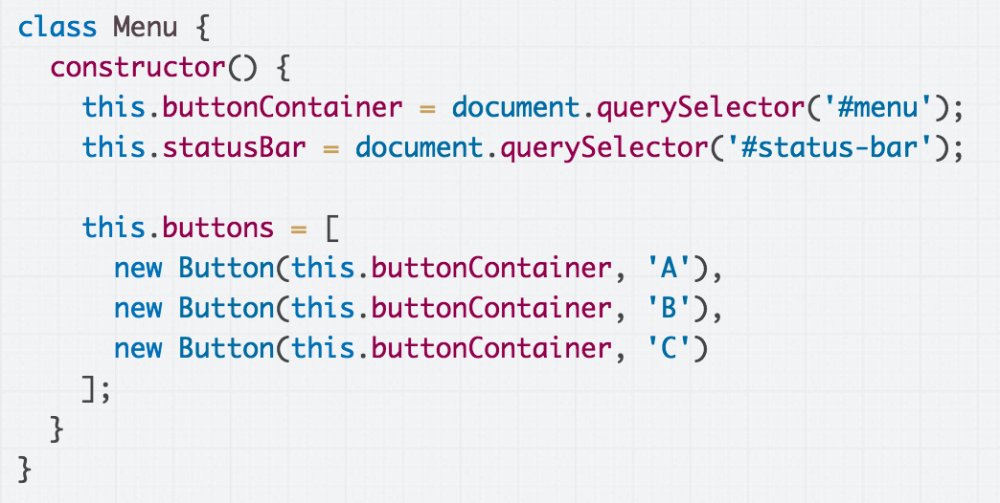 class Menu {
  constructor() {
    this.buttonContainer = document.querySelector('#menu');
    this.statusBar = document.querySelector('#status-bar');

    this.buttons = [
      new Button(this.buttonContainer, 'A'),
      new Button(this.buttonContainer, 'B'),
      new Button(this.buttonContainer, 'C')
    ];
  }
}